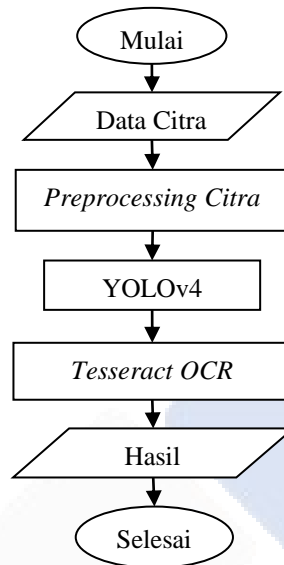 Mulai
Data Citra
Preprocessing Citra
YOLOv4
Tesseract OCR
Hasil
Selesai